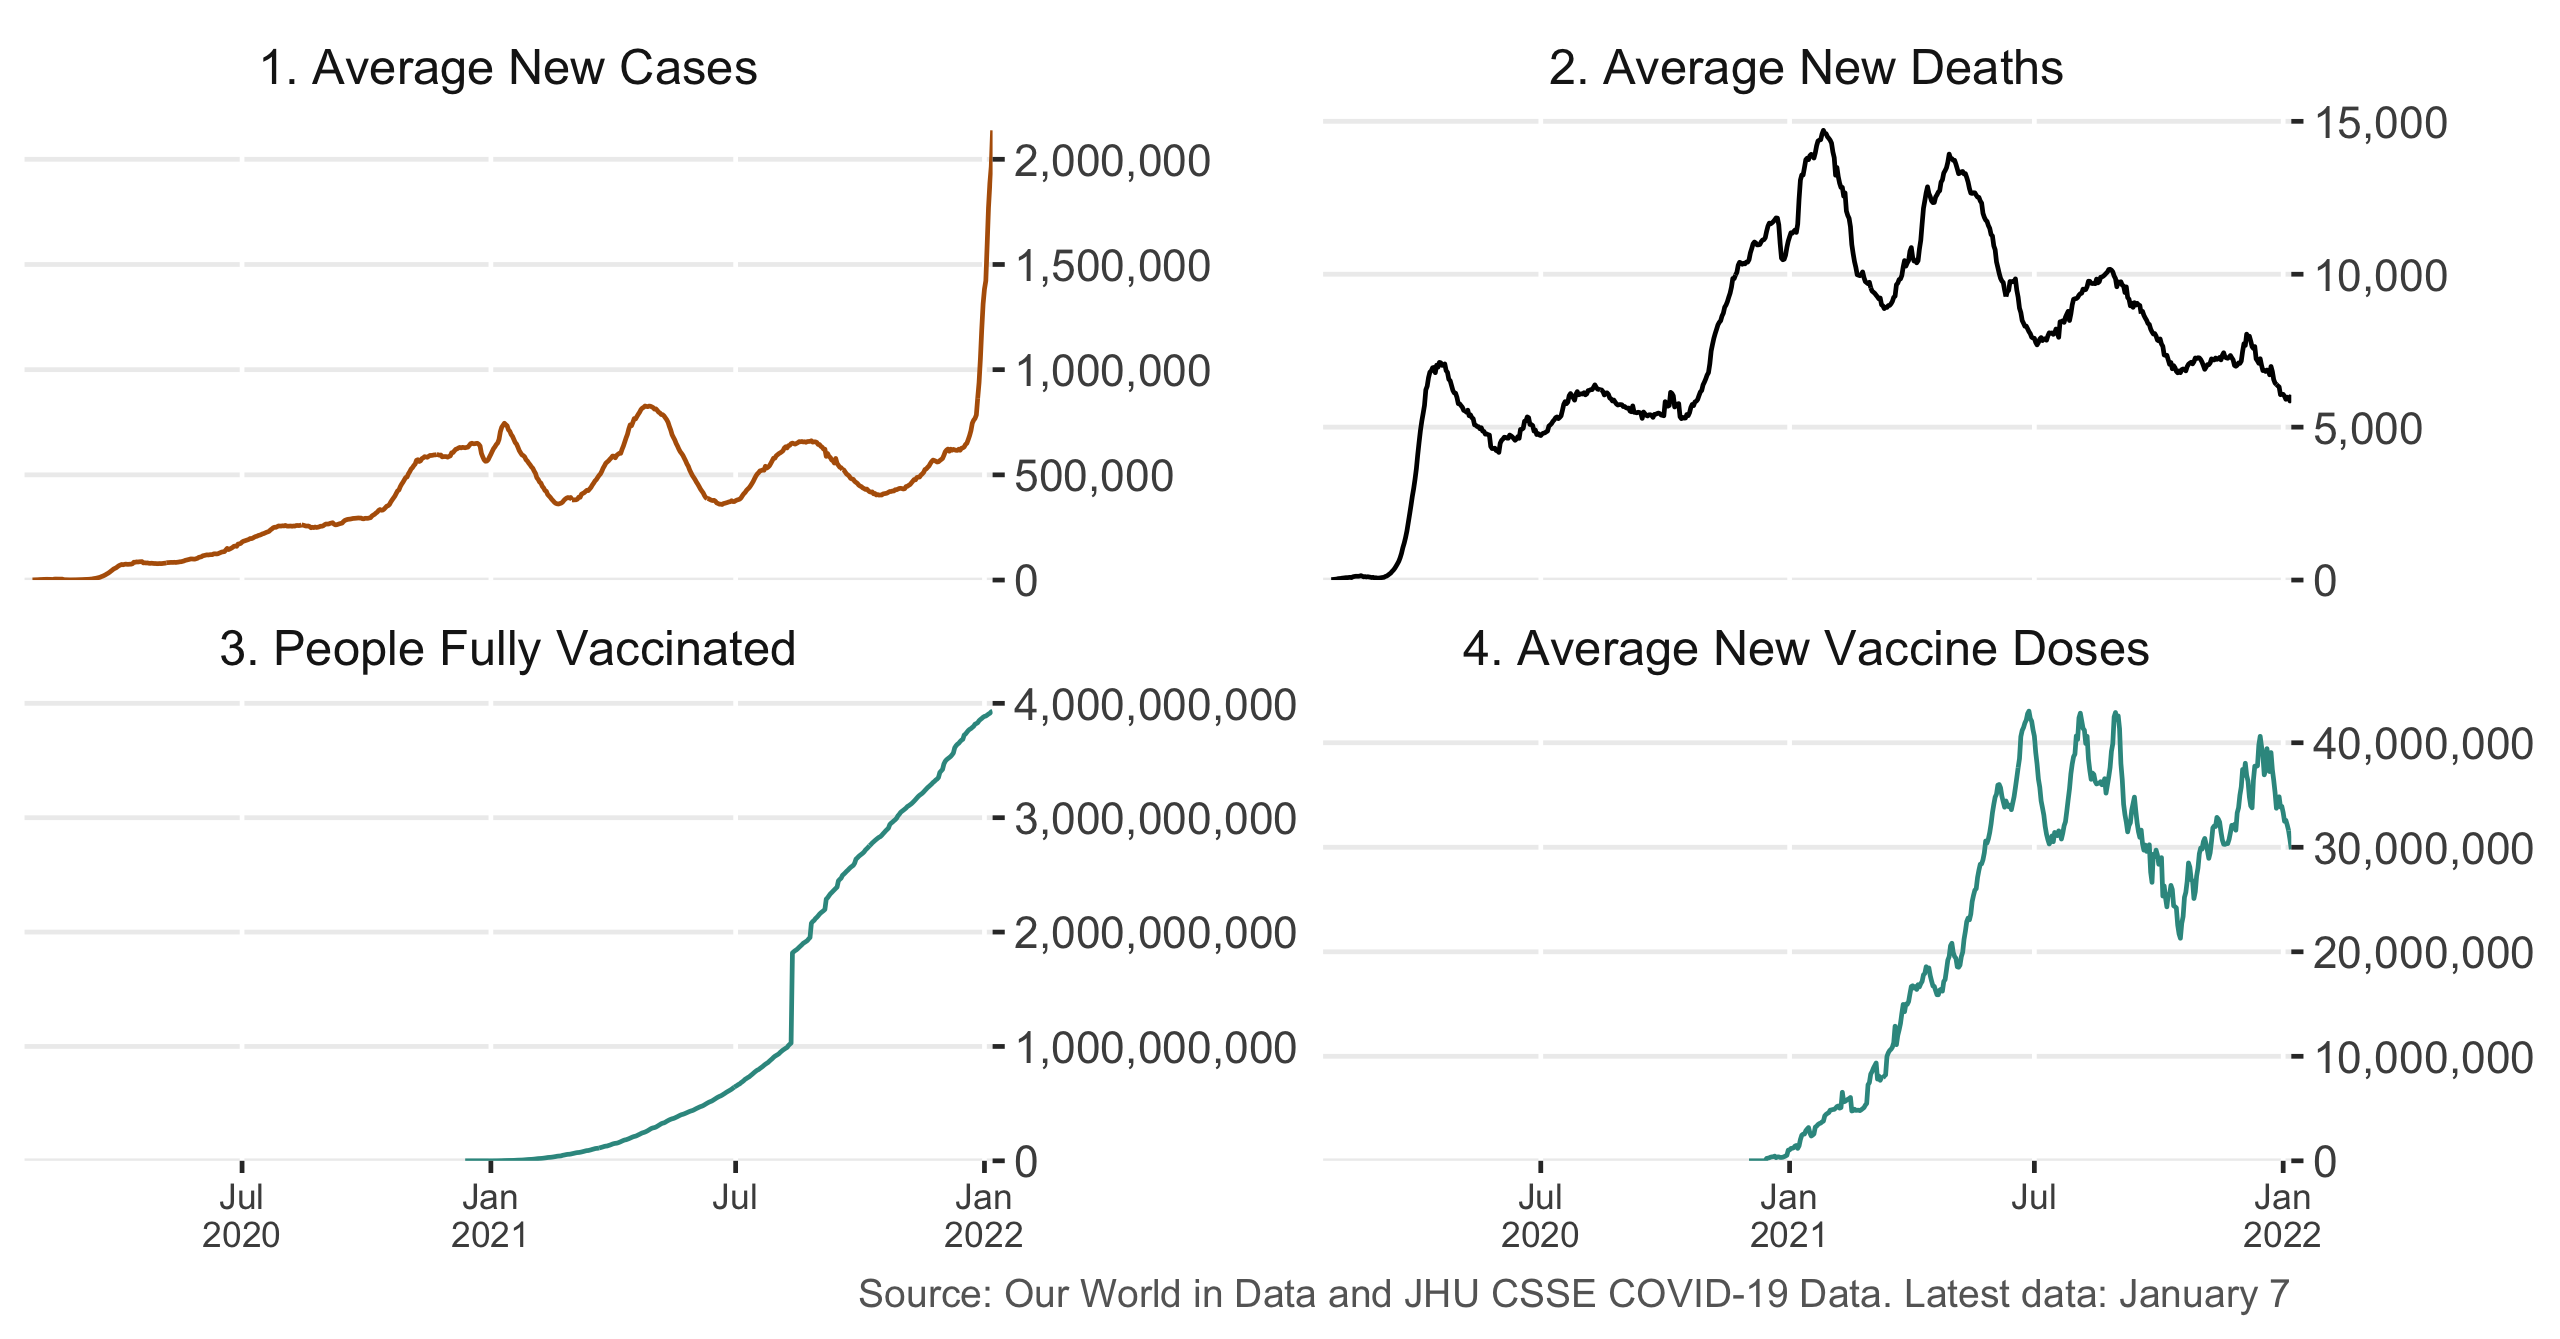 1. Average New Cases
2,000,000
1,500,000
1,000,000
500,000
0
2. Average New Deaths
15,000
10,000
5,000
0
3. People Fully Vaccinated
4,000,000,000
3,000,000,000
2,000,000,000
1,000,000,000
0
Jul Jan Jul Jan
2020 2021 2022
4. Average New Vaccine Doses
40,000,000
30,000,000
20,000,000
10,000,000
0
Jul Jan Jul Jan
2020 2021 2022
Source: Our World in Data and JHU CSSE COVID-19 Data. Latest data: January 7